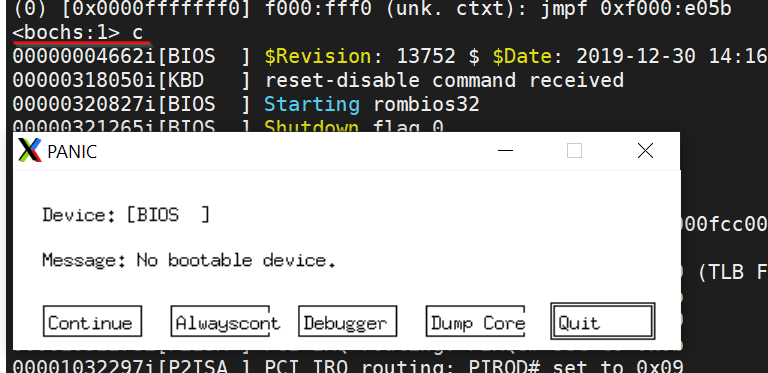 (0) [0x0000fffffff0] f000:fff0 (unk. ctxt): jmpf 0xf000:e05b
<bochs:1> c
00000004662i[BIOS  ] $Revision: 13752 $ $Date: 2019-12-30 14:16
00000318050i[KBD   ] reset-disable command received
00000320827i[BIOS  ] Starting rombios32
00000321265i[BIOS  ] Shutdown flag 0
PANIC
Device: [BIOS  ]
000fcc00
Message: No bootable device.
(TLB F
Continue Alwayscont Debugger Dump Core Quit
00001032297i[P2ISA ] PCI IRQ routing: PIRQD# set to 0x09